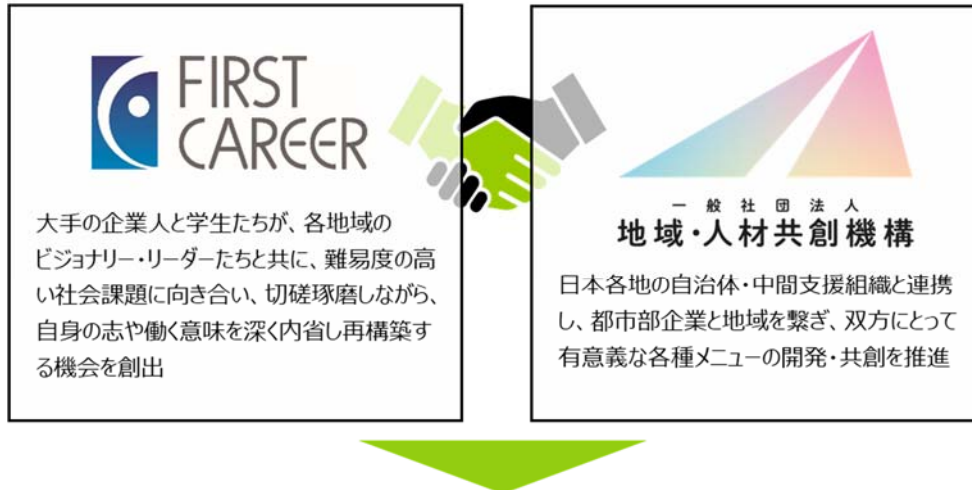 FIRST
CAREER
大手の企業人と学生たちが、各地域の
ビジョナリー・リーダーたちと共に、難易度の高
い社会課題に向き合い、切磋琢磨しながら、
自身の志や働く意味を深く内省し再構築す
る機会を創出
一般社団法人
地域・人材共創機構
日本各地の自治体・中間支援組織と連携
し、都市部企業と地域を繋ぎ、双方にとって
有意義な各種メニューの開発・共創を推進